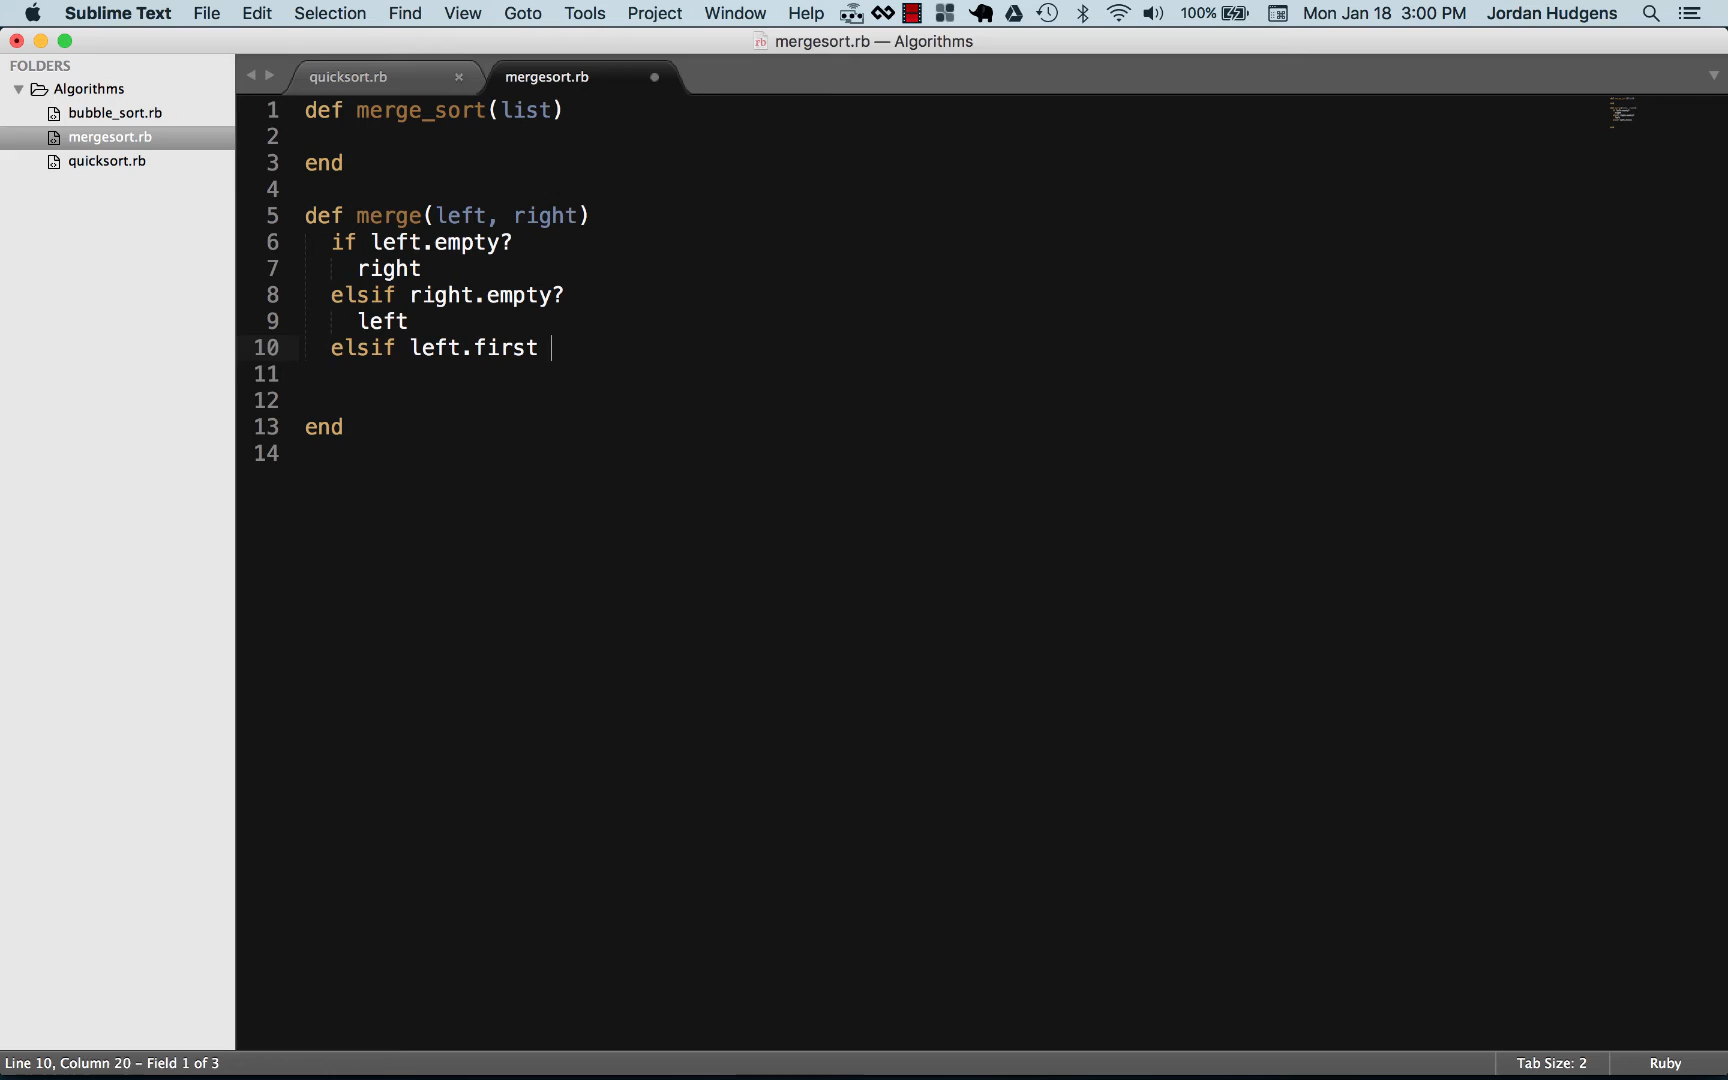 Sublime Text File Edit Selection Find View Goto Tools Project Window Help 100% Mon Jan 18 3:00 PM Jordan Hudgens
rb mergesort.rb — Algorithms
FOLDERS
Algorithms
bubble_sort.rb
mergesort.rb
quicksort.rb
quicksort.rb × mergesort.rb
1 def merge_sort(list)
2
3 end
4
5 def merge(left, right)
6 if left.empty?
7 right
8 elsif right.empty?
9 left
10 elsif left.first
11
12
13 end
14
Line 10, Column 20 – Field 1 of 3 Tab Size: 2 Ruby